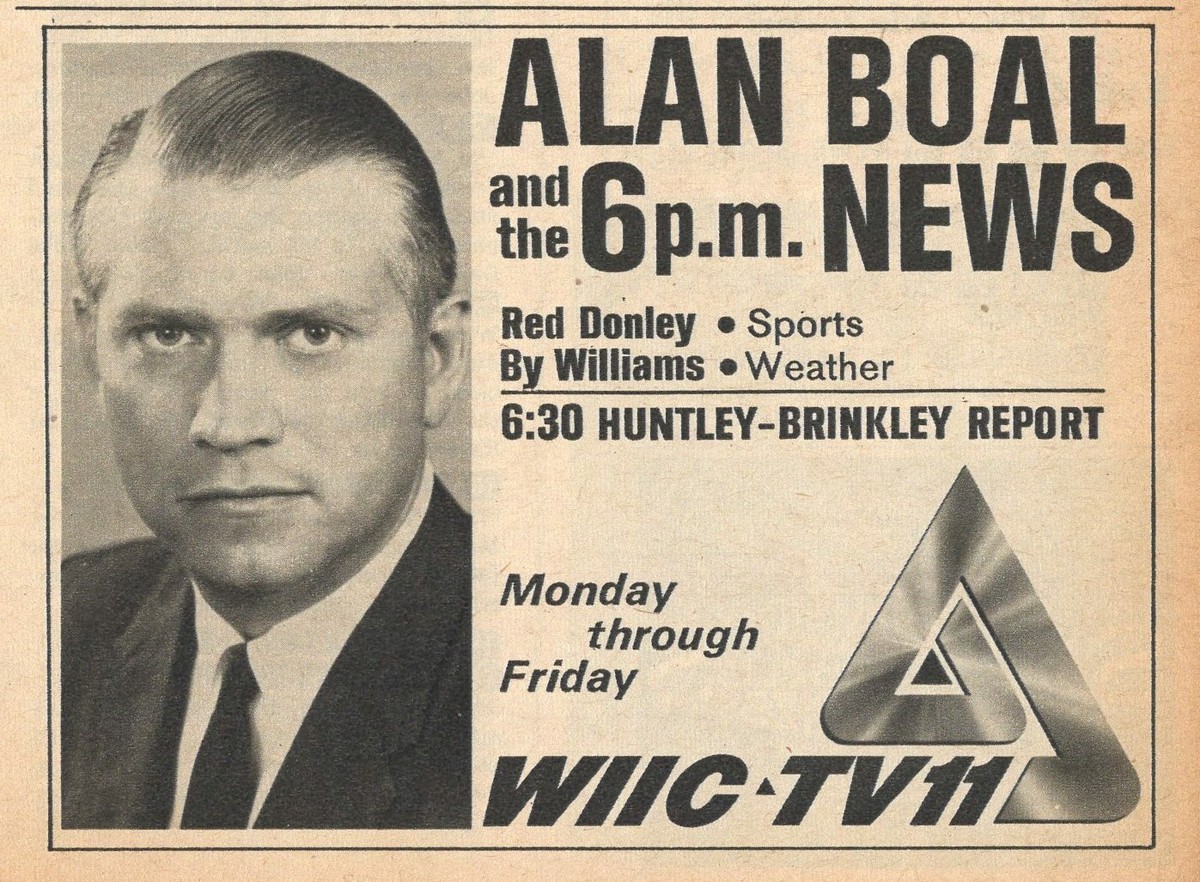 ALAN BOAL
and the 6 p.m. NEWS
Red Donley • Sports
By Williams • Weather
6:30 HUNTLEY-BRINKLEY REPORT
Monday
through
Friday
WIIC▲TV11